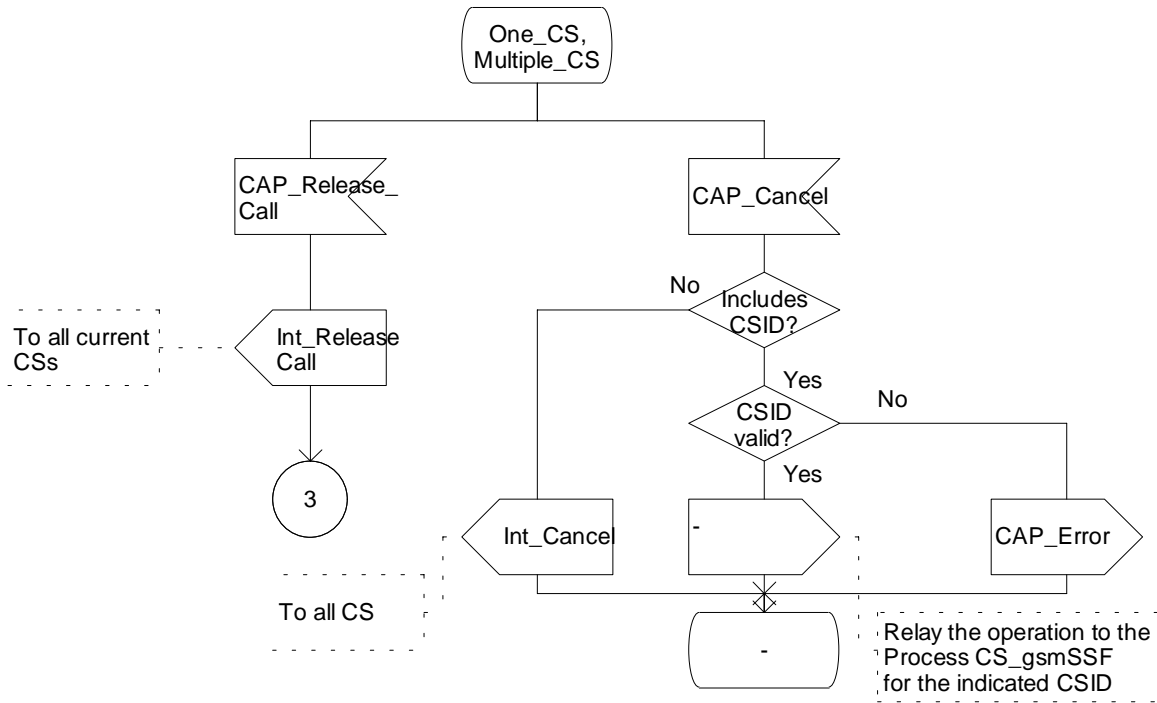 One_CS,
Multiple_CS
CAP_Release_
Call
CAP_Cancel
No
Includes
CSID?
To all current
CSs
Int_Release
Call
Yes
CSID
valid?
No
Yes
3
Int_Cancel
-
CAP_Error
To all CS
-
Relay the operation to the
Process CS_gsmSSF
for the indicated CSID